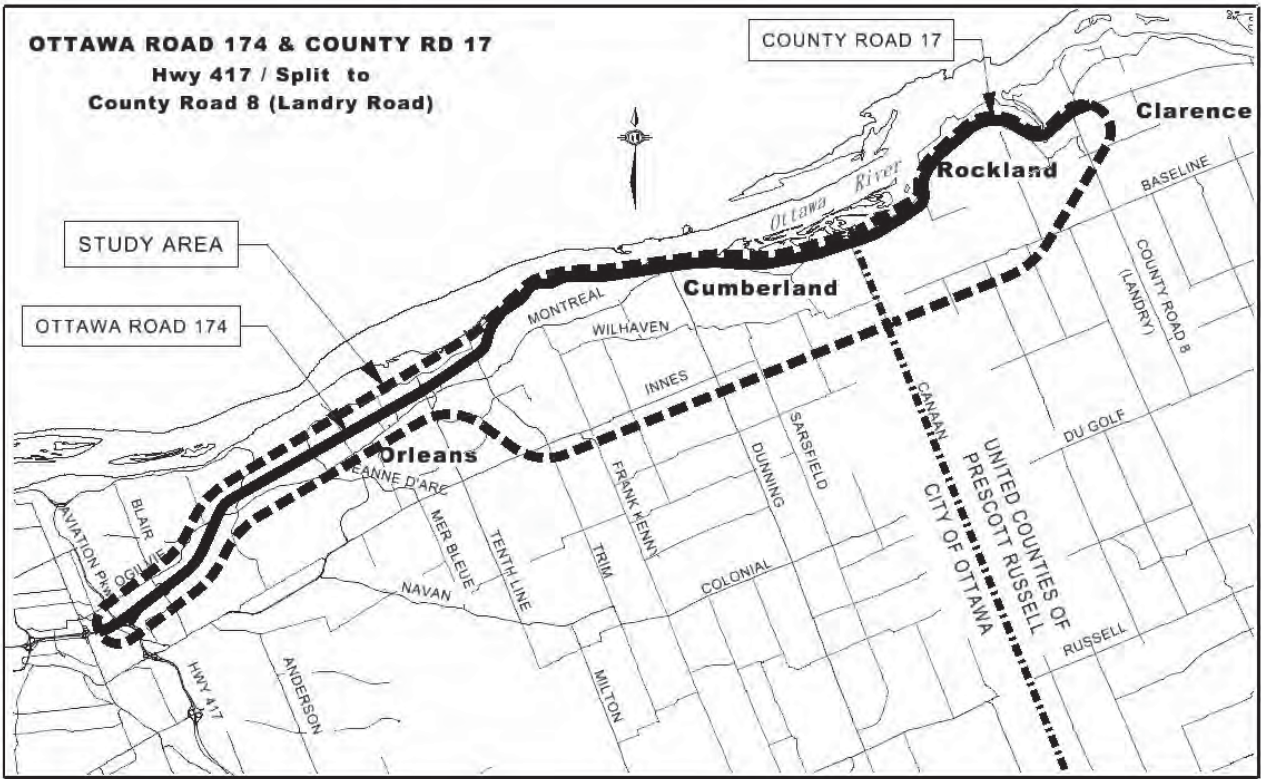 OTTAWA ROAD 174 & COUNTY RD 17
Hwy 417 / Split to
County Road 8 (Landry Road)
COUNTY ROAD 17
Clarence
Rockland
BASELINE
Ottawa River
STUDY AREA
COUNTY ROAD 8
(LANDRY)
Cumberland
MONTREAL
OTTAWA ROAD 174
WILHAVEN
INNES
CANAAN
DU GOLF
SARSFIELD
DUNNING
Orleans
EANNE D'ARC
FRANK KENNY
UNITED COUNTIES OF
PRESCOTT RUSSELL
CITY OF OTTAWA
BLAIR
AVIATION PKw
OGILVIE
MER BLEUE
TENTH LINE
TRIM
NAVAN
COLONIAL
RUSSELL
HWY 417
ANDERSON
MILTON